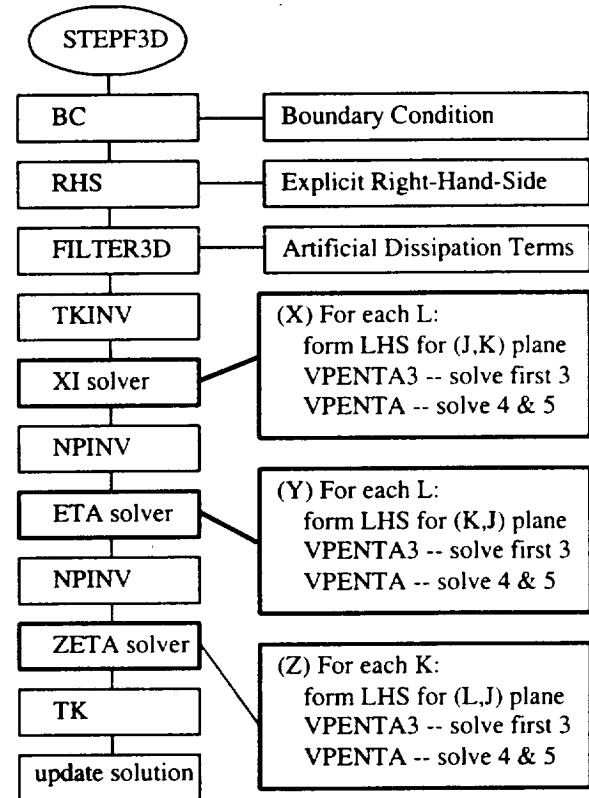 STEPF3D
BC
Boundary Condition
RHS
Explicit Right-Hand-Side
FILTER3D
Artificial Dissipation Terms
TKINV
XI solver
(X) For each L:
form LHS for (J,K) plane
VPENTA3 -- solve first 3
VPENTA -- solve 4 & 5
NPINV
ETA solver
(Y) For each L:
form LHS for (K,J) plane
VPENTA3 -- solve first 3
VPENTA -- solve 4 & 5
NPINV
ZETA solver
(Z) For each K:
form LHS for (L,J) plane
VPENTA3 -- solve first 3
VPENTA -- solve 4 & 5
TK
update solution